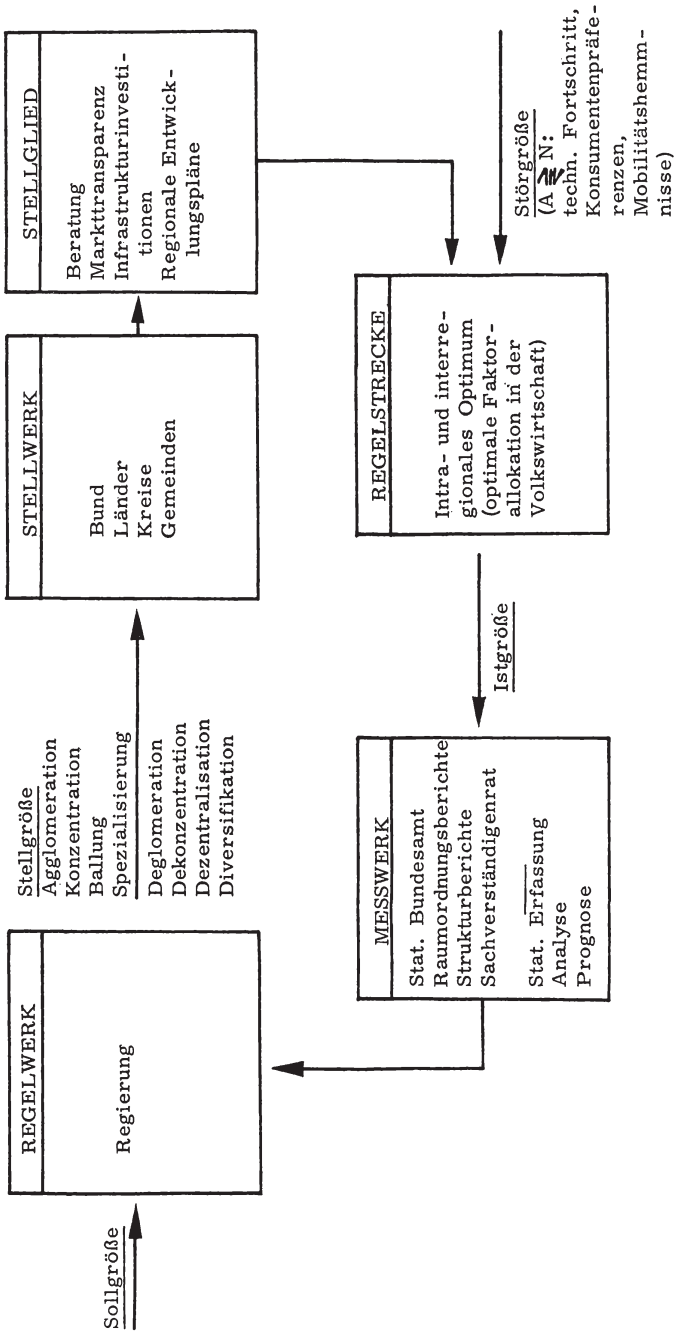 Sollgröße
REGELWERK
Regierung
Stellgröße
Agglomeration
Konzentration
Ballung
Spezialisierung
Deglomeration
Dekonzentration
Dezentralisation
Diversifikation
STELLWERK
Bund
Länder
Kreise
Gemeinden
STELLGLIED
Beratung
Markttransparenz
Infrastrukturinvesti-
tionen
Regionale Entwick-
lungspläne
MESSWERK
Stat. Bundesamt
Raumordnungsberichte
Strukturberichte
Sachverständigenrat
Stat. Erfassung
Analyse
Prognose
Istgröße
REGELSTRECKE
Intra- und interre-
gionales Optimum
(optimale Faktor-
allokation in der
Volkswirtschaft)
Störgröße
(A ⪌ N:
techn. Fortschritt,
Konsumentenpräfe-
renzen,
Mobilitätshemm-
nisse)